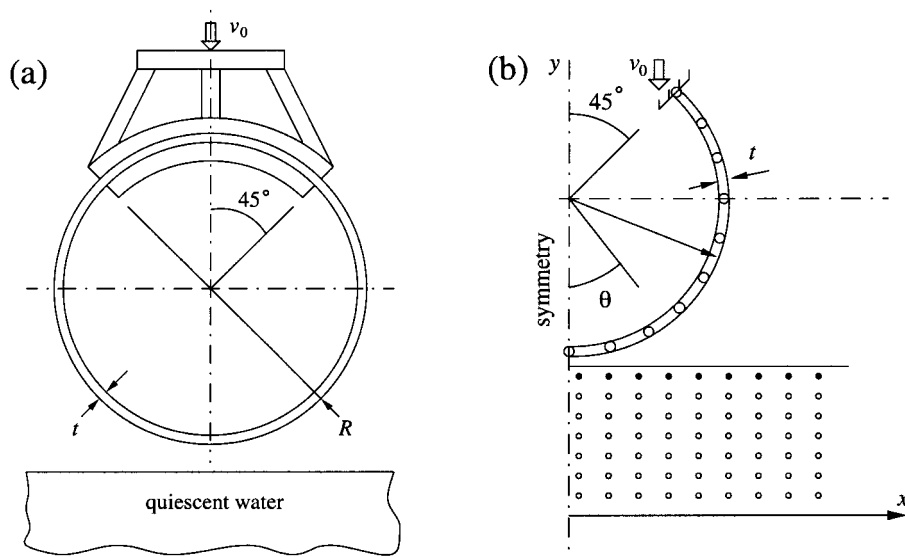 (a)
v₀
45°
t
R
quiescent water
(b)
y
v₀
45°
t
symmetry
θ
x